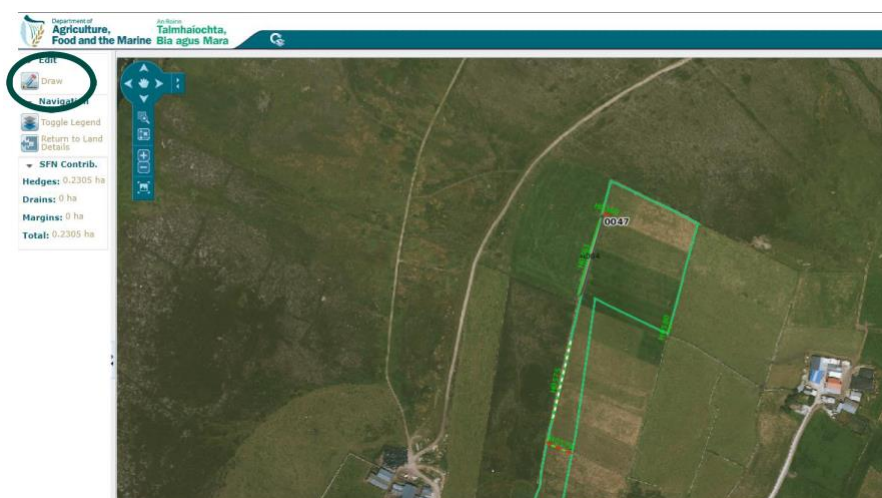 Department of
Agriculture,
Food and the Marine
An Roinn
Talmhaíochta,
Bia agus Mara
Edit
Draw
Navigation
Toggle Legend
Return to Land
Details
SFN Contrib.
Hedges: 0.2305 ha
Drains: 0 ha
Margins: 0 ha
Total: 0.2305 ha
0047